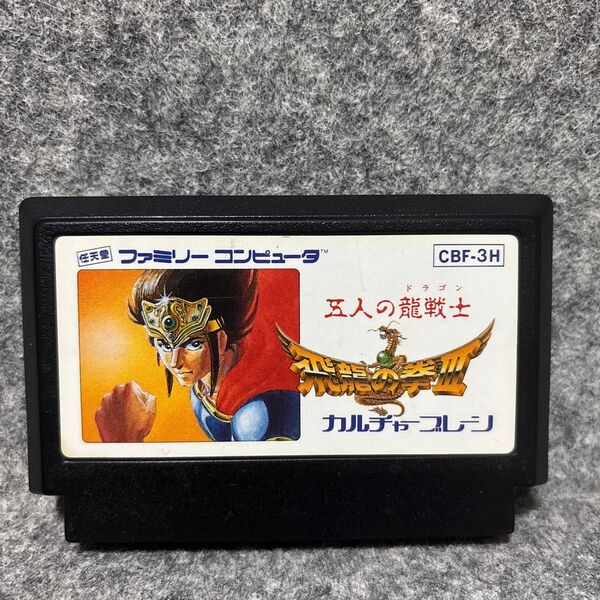 任天堂 ファミリー コンピュータ™
CBF-3H
ドラゴン
五人の龍戦士
飛龍の拳III
カルチャーブレーン